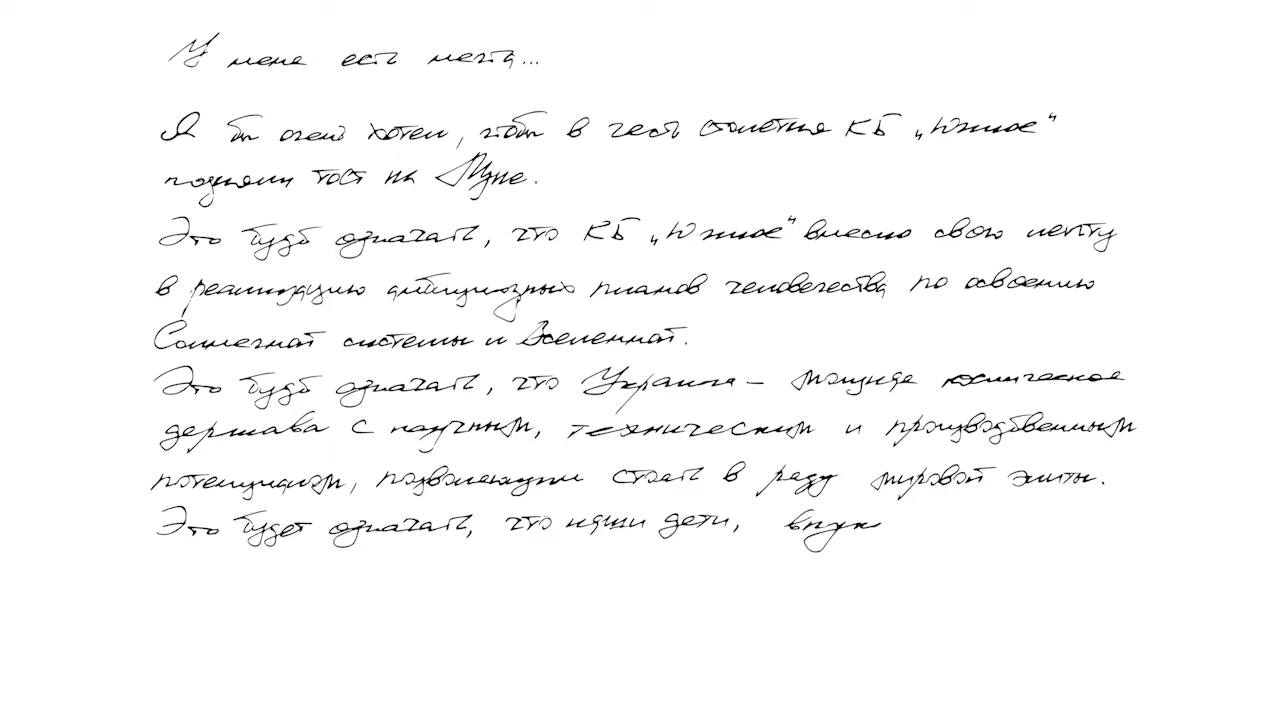 У меня есть мечта...
Я бы очень хотел, чтобы в честь столетия КБ „Южное"
подняли тост на Луне.
Это будет означать, что КБ „Южное" внесло свою лепту
в реализацию амбициозных планов человечества по освоению
Солнечной системы и Вселенной.
Это будет означать, что Украина – мощная космическая
держава с научным, техническим и производственным
потенциалом, позволяющим стоять в ряду мировой элиты.
Это будет означать, что наши дети, внук